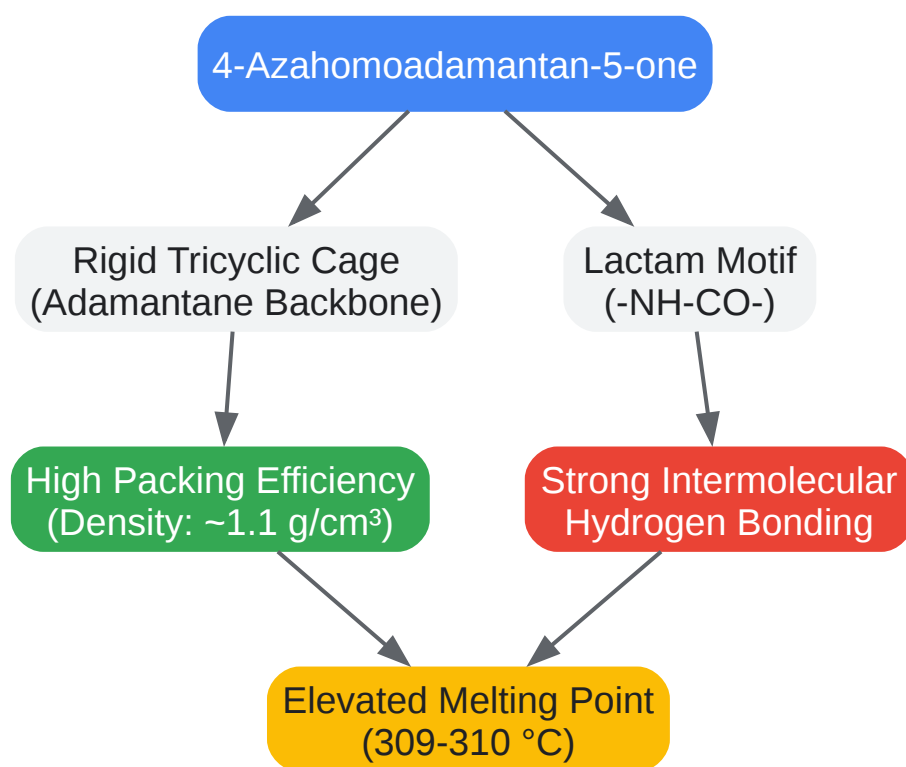 4-Azahomoadamantan-5-one
Rigid Tricyclic Cage
(Adamantane Backbone)
Lactam Motif
(-NH-CO-)
High Packing Efficiency
(Density: ~1.1 g/cm³)
Strong Intermolecular
Hydrogen Bonding
Elevated Melting Point
(309-310 °C)